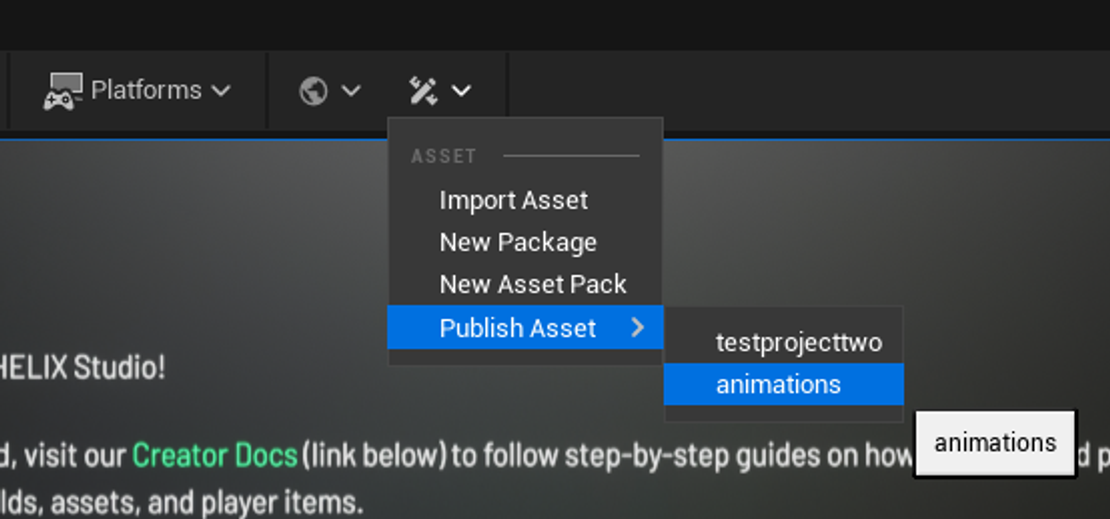 Platforms
ASSET
Import Asset
New Package
New Asset Pack
Publish Asset
testprojecttwo
animations
animations
HELIX Studio!
d, visit our Creator Docs (link below) to follow step-by-step guides on how d p
lds, assets, and player items.